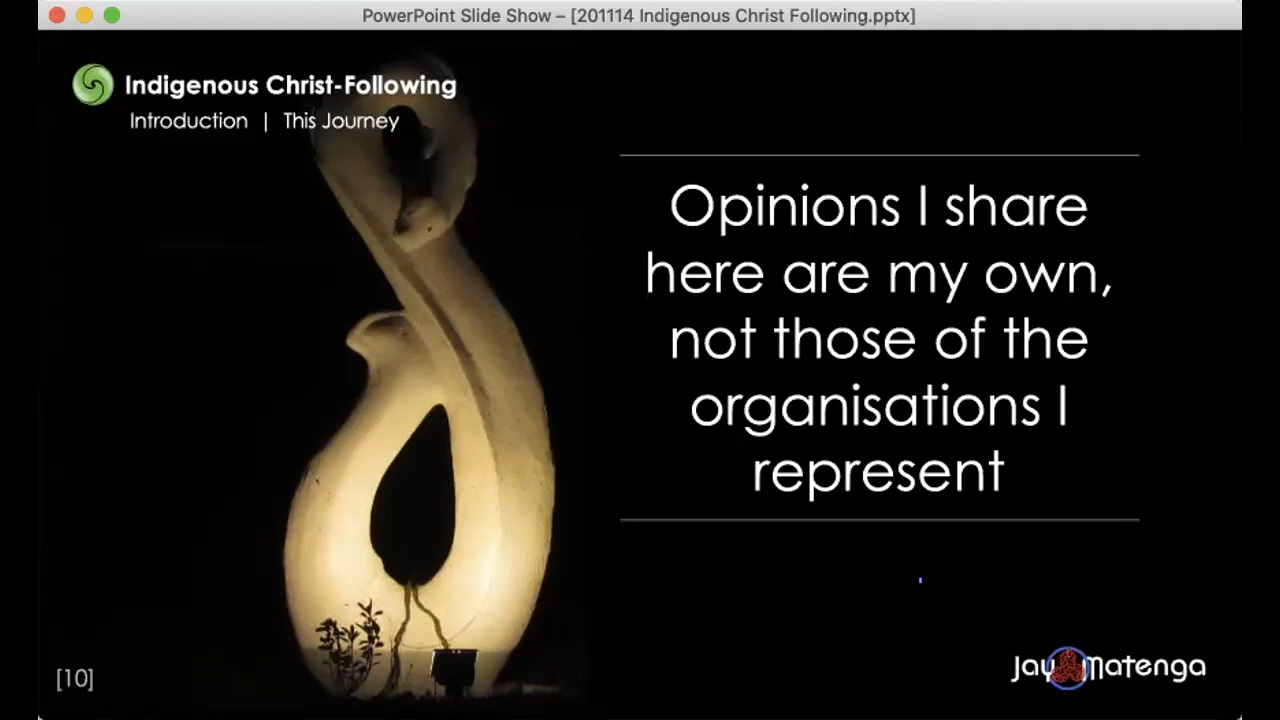 PowerPoint Slide Show – [201114 Indigenous Christ Following.pptx]
Indigenous Christ-Following
Introduction | This Journey
Opinions I share
here are my own,
not those of the
organisations I
represent
[10]
Jay Matenga